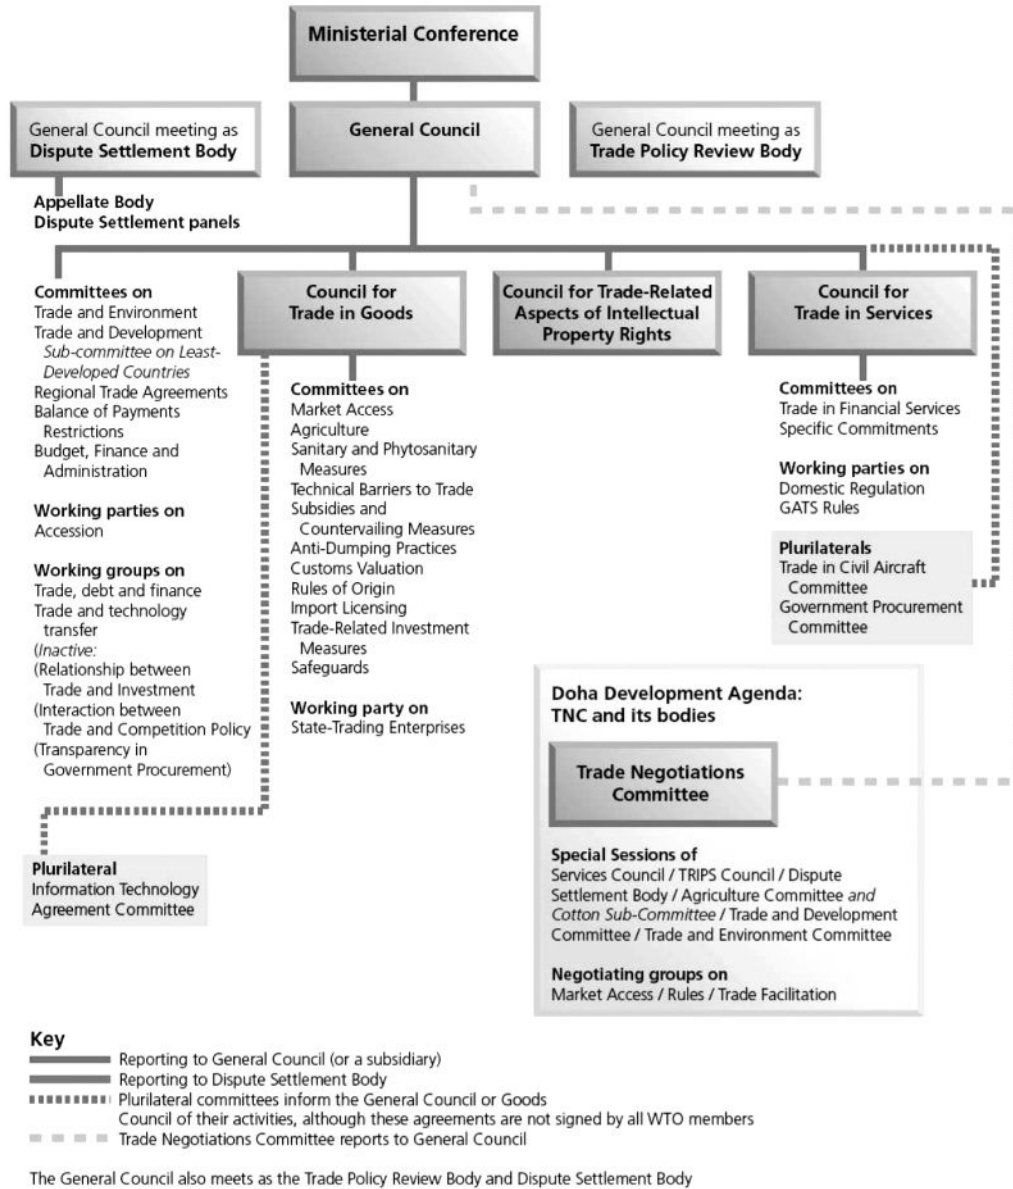 Ministerial Conference
General Council meeting as
Dispute Settlement Body
General Council
General Council meeting as
Trade Policy Review Body
Appellate Body
Dispute Settlement panels
Committees on
Trade and Environment
Trade and Development
Sub-committee on Least-
Developed Countries
Regional Trade Agreements
Balance of Payments
Restrictions
Budget, Finance and
Administration
Working parties on
Accession
Working groups on
Trade, debt and finance
Trade and technology
transfer
(Inactive:
(Relationship between
Trade and Investment
(Interaction between
Trade and Competition Policy
(Transparency in
Government Procurement)
Plurilateral
Information Technology
Agreement Committee
Council for
Trade in Goods
Committees on
Market Access
Agriculture
Sanitary and Phytosanitary
Measures
Technical Barriers to Trade
Subsidies and
Countervailing Measures
Anti-Dumping Practices
Customs Valuation
Rules of Origin
Import Licensing
Trade-Related Investment
Measures
Safeguards
Working party on
State-Trading Enterprises
Council for Trade-Related
Aspects of Intellectual
Property Rights
Council for
Trade in Services
Committees on
Trade in Financial Services
Specific Commitments
Working parties on
Domestic Regulation
GATS Rules
Plurilaterals
Trade in Civil Aircraft
Committee
Government Procurement
Committee
Doha Development Agenda:
TNC and its bodies
Trade Negotiations
Committee
Special Sessions of
Services Council / TRIPS Council / Dispute
Settlement Body / Agriculture Committee and
Cotton Sub-Committee / Trade and Development
Committee / Trade and Environment Committee
Negotiating groups on
Market Access / Rules / Trade Facilitation
Key
Reporting to General Council (or a subsidiary)
Reporting to Dispute Settlement Body
Plurilateral committees inform the General Council or Goods
Council of their activities, although these agreements are not signed by all WTO members
Trade Negotiations Committee reports to General Council
The General Council also meets as the Trade Policy Review Body and Dispute Settlement Body